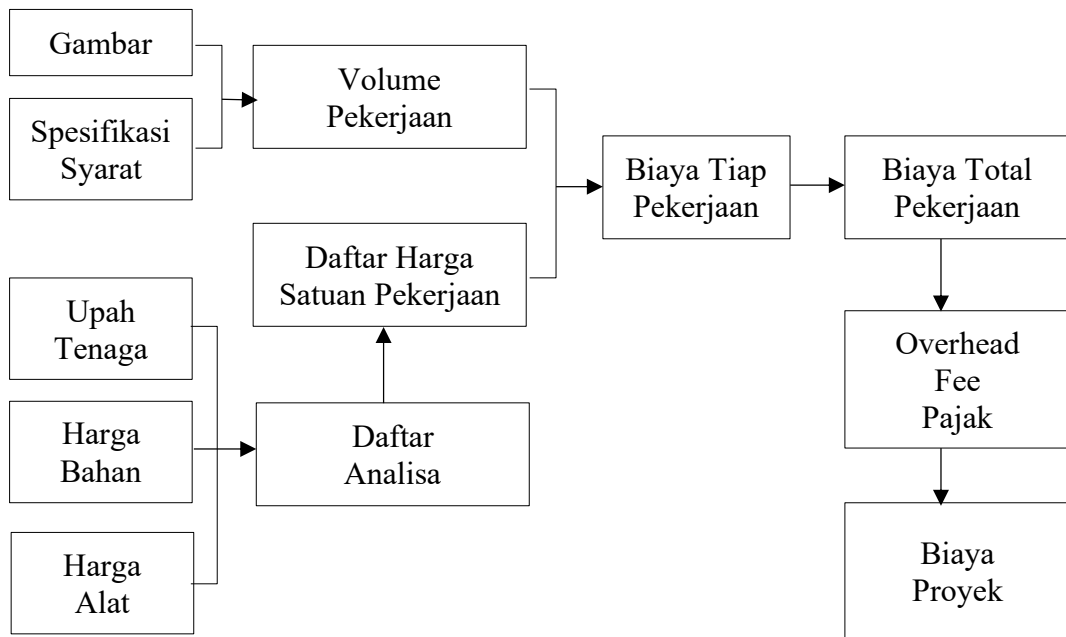 Gambar
Spesifikasi
Syarat
Volume
Pekerjaan
Biaya Tiap
Pekerjaan
Biaya Total
Pekerjaan
Daftar Harga
Satuan Pekerjaan
Upah
Tenaga
Harga
Bahan
Harga
Alat
Daftar
Analisa
Overhead
Fee
Pajak
Biaya
Proyek